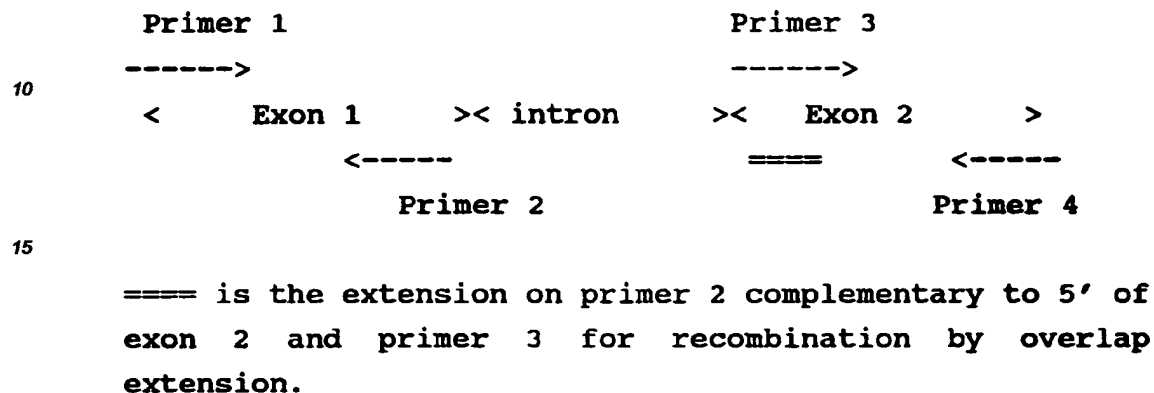 Primer 1 Primer 3
------> ------>
10
< Exon 1 >< intron >< Exon 2 >
<----- ==== <-----
Primer 2 Primer 4
15
==== is the extension on primer 2 complementary to 5′ of
exon 2 and primer 3 for recombination by overlap
extension.